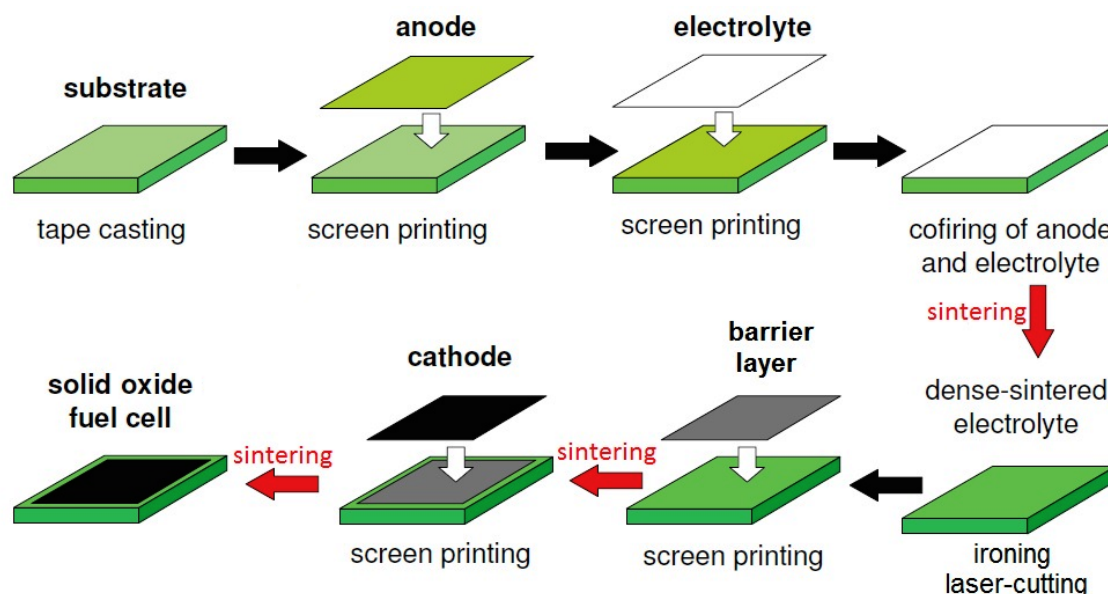 substrate
tape casting
anode
screen printing
electrolyte
screen printing
cofiring of anode
and electrolyte
sintering
dense-sintered
electrolyte
ironing
laser-cutting
barrier
layer
screen printing
sintering
cathode
screen printing
sintering
solid oxide
fuel cell